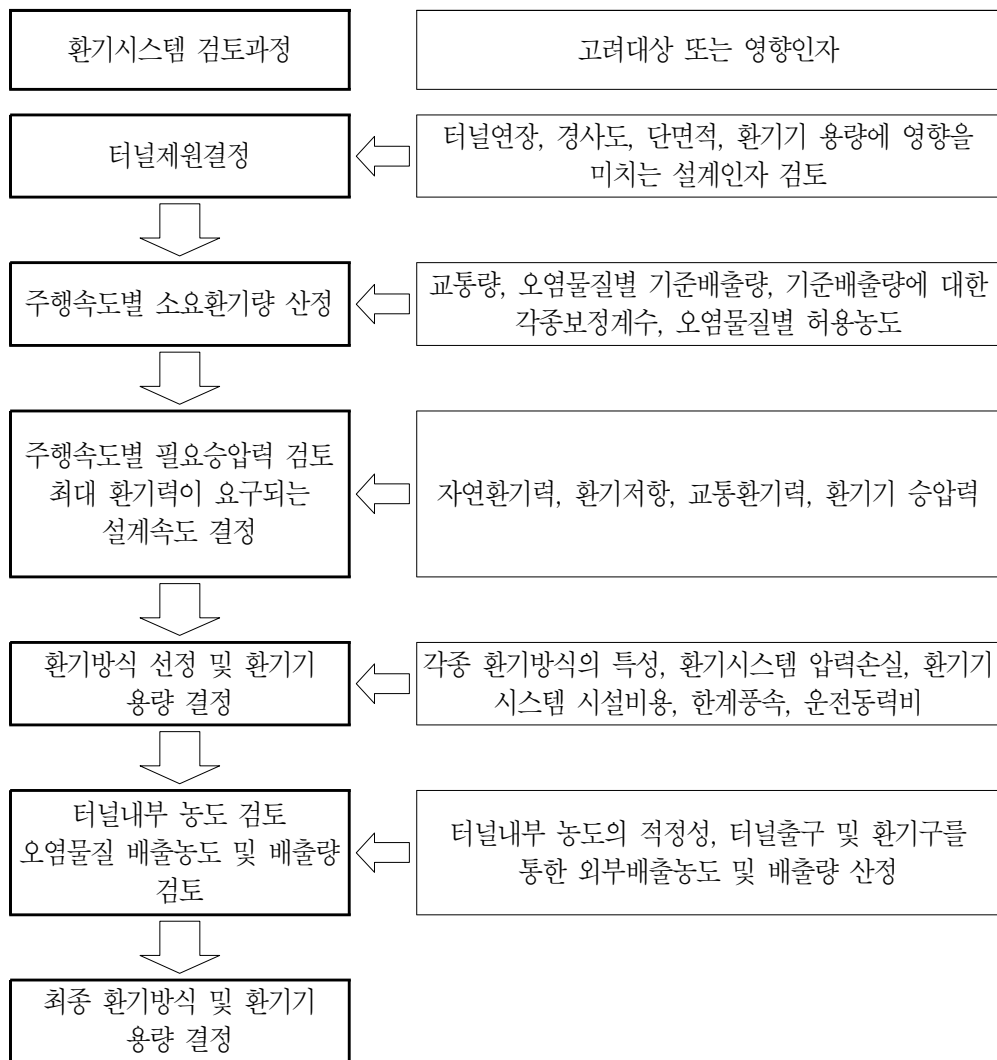 환기시스템 검토과정
고려대상 또는 영향인자
터널제원결정
터널연장, 경사도, 단면적, 환기기 용량에 영향을
미치는 설계인자 검토
주행속도별 소요환기량 산정
교통량, 오염물질별 기준배출량, 기준배출량에 대한
각종보정계수, 오염물질별 허용농도
주행속도별 필요승압력 검토
최대 환기력이 요구되는
설계속도 결정
자연환기력, 환기저항, 교통환기력, 환기기 승압력
환기방식 선정 및 환기기
용량 결정
각종 환기방식의 특성, 환기시스템 압력손실, 환기기
시스템 시설비용, 한계풍속, 운전동력비
터널내부 농도 검토
오염물질 배출농도 및 배출량
검토
터널내부 농도의 적정성, 터널출구 및 환기구를
통한 외부배출농도 및 배출량 산정
최종 환기방식 및 환기기
용량 결정